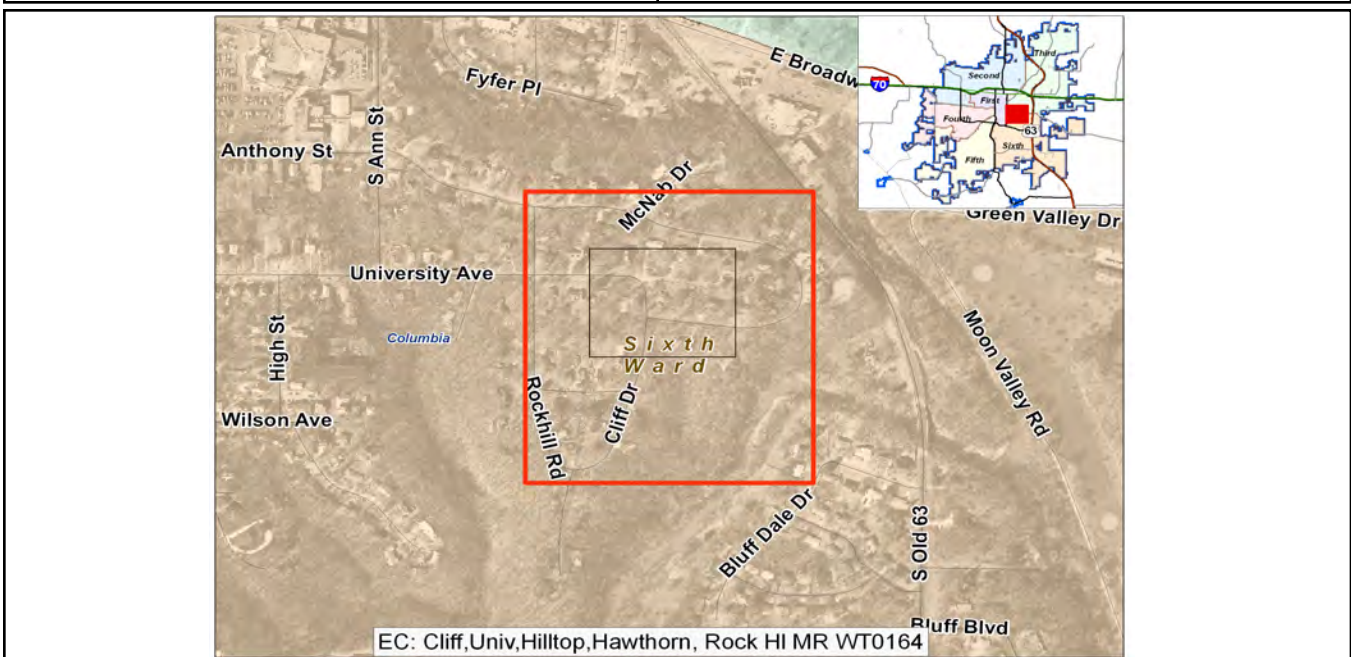 E Broadw
Fyfer Pl
S Ann St
Anthony St
McNab Dr
University Ave
High St
Columbia
Sixth
Ward
Rockhill Rd
Cliff Dr
Wilson Ave
Moon Valley Rd
Bluff Dale Dr
S Old 63
Bluff Blvd
Green Valley Dr
Third
Second
70
First
Fourth
63
Sixth
Fifth
EC: Cliff,Univ,Hilltop,Hawthorn, Rock HI MR WT0164